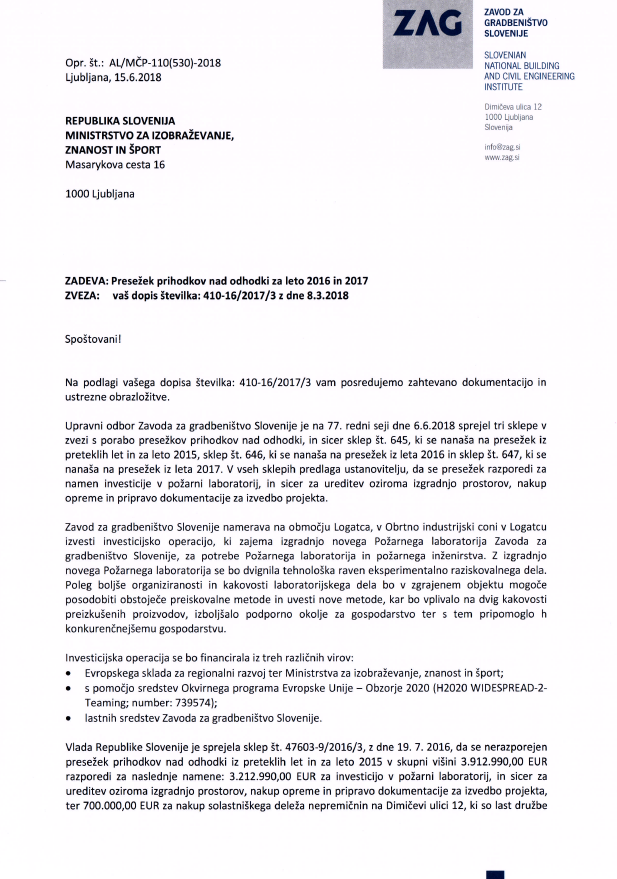 ZAG
ZAVOD ZA
GRADBENIŠTVO
SLOVENIJE
SLOVENIAN
NATIONAL BUILDING
AND CIVIL ENGINEERING
INSTITUTE
Dimičeva ulica 12
1000 Ljubljana
Slovenija
info@zag.si
www.zag.si
Opr. št.: AL/MČP-110(530)-2018
Ljubljana, 15.6.2018
REPUBLIKA SLOVENIJA
MINISTRSTVO ZA IZOBRAŽEVANJE,
ZNANOST IN ŠPORT
Masarykova cesta 16
1000 Ljubljana
ZADEVA: Presežek prihodkov nad odhodki za leto 2016 in 2017
ZVEZA: vaš dopis številka: 410-16/2017/3 z dne 8.3.2018
Spoštovani!
Na podlagi vašega dopisa številka: 410-16/2017/3 vam posredujemo zahtevano dokumentacijo in
ustrezne obrazložitve.
Upravni odbor Zavoda za gradbeništvo Slovenije je na 77. redni seji dne 6.6.2018 sprejel tri sklepe v
zvezi s porabo presežkov prihodkov nad odhodki, in sicer sklep št. 645, ki se nanaša na presežek iz
preteklih let in za leto 2015, sklep št. 646, ki se nanaša na presežek iz leta 2016 in sklep št. 647, ki se
nanaša na presežek iz leta 2017. V vseh sklepih predlaga ustanovitelju, da se presežek razporedi za
namen investicije v požarni laboratorij, in sicer za ureditev oziroma izgradnjo prostorov, nakup
opreme in pripravo dokumentacije za izvedbo projekta.
Zavod za gradbeništvo Slovenije namerava na območju Logatca, v Obrtno industrijski coni v Logatcu
izvesti investicijsko operacijo, ki zajema izgradnjo novega Požarnega laboratorija Zavoda za
gradbeništvo Slovenije, za potrebe Požarnega laboratorija in požarnega inženirstva. Z izgradnjo
novega Požarnega laboratorija se bo dvignila tehnološka raven eksperimentalno raziskovalnega dela.
Poleg boljše organiziranosti in kakovosti laboratorijskega dela bo v zgrajenem objektu mogoče
posodobiti obstoječe preiskovalne metode in uvesti nove metode, kar bo vplivalo na dvig kakovosti
preizkušenih proizvodov, izboljšalo podporno okolje za gospodarstvo ter s tem pripomoglo h
konkurenčnejšemu gospodarstvu.
Investicijska operacija se bo financirala iz treh različnih virov:
• Evropskega sklada za regionalni razvoj ter Ministrstva za izobraževanje, znanost in šport;
• s pomočjo sredstev Okvirnega programa Evropske Unije – Obzorje 2020 (H2020 WIDESPREAD-2-
Teaming; number: 739574);
• lastnih sredstev Zavoda za gradbeništvo Slovenije.
Vlada Republike Slovenije je sprejela sklep št. 47603-9/2016/3, z dne 19. 7. 2016, da se nerazporejen
presežek prihodkov nad odhodki iz preteklih let in za leto 2015 v skupni višini 3.912.990,00 EUR
razporedi za naslednje namene: 3.212.990,00 EUR za investicijo v požarni laboratorij, in sicer za
ureditev oziroma izgradnjo prostorov, nakup opreme in pripravo dokumentacije za izvedbo projekta,
ter 700.000,00 EUR za nakup solastniškega deleža nepremičnin na Dimičevi ulici 12, ki so last družbe